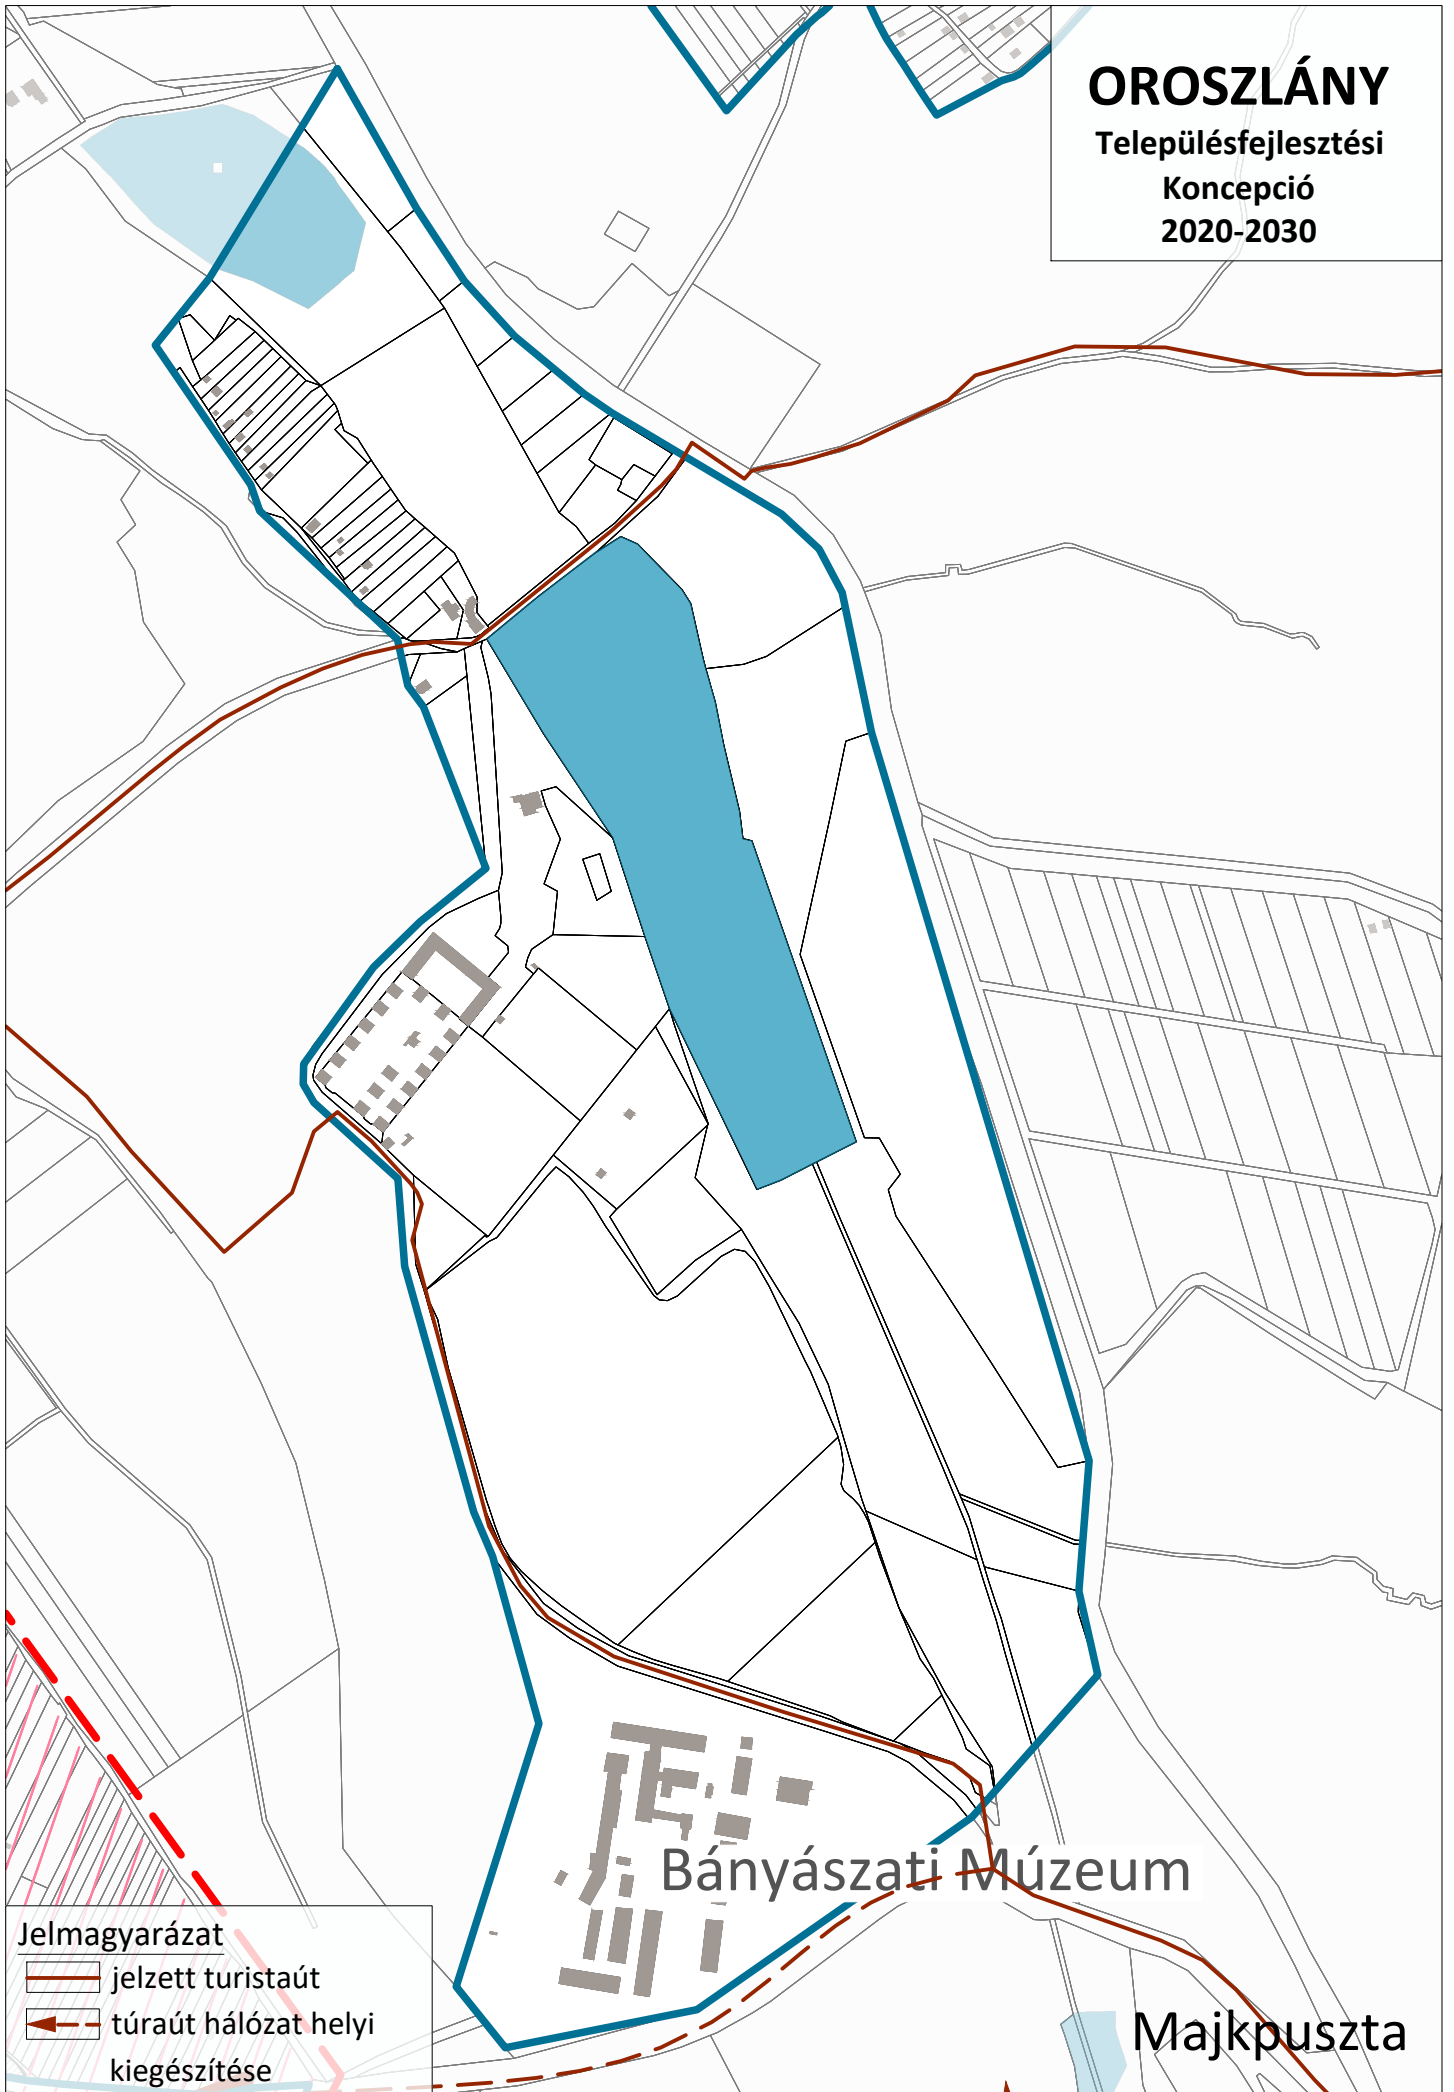 OROSZLÁNY
Településfejlesztési
Koncepció
2020-2030
Bányászati Múzeum
Jelmagyarázat
jelzett turistaút
túraút hálózat helyi
kiegészítése
Majkpuszta